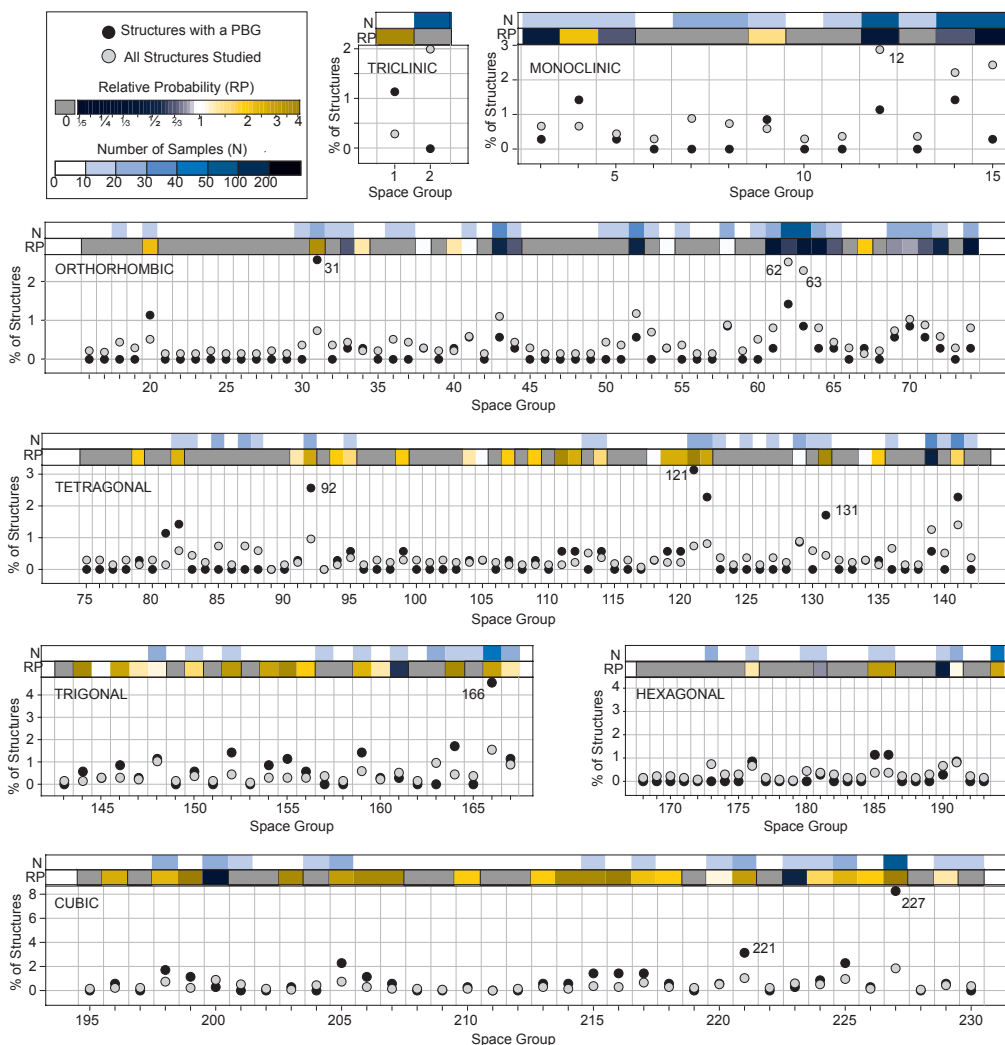 Structures with a PBG
All Structures Studied
Relative Probability (RP)
0 ⅕ ¼ ⅓ ½ ⅔ 1 2 3 4
Number of Samples (N)
0 10 20 30 40 50 100 200
N
RP
TRICLINIC
% of Structures
2
1
0
1 2
Space Group
N
RP
MONOCLINIC
% of Structures
3
2
1
0
12
5 10 15
Space Group
N
RP
ORTHORHOMBIC
% of Structures
2
1
0
31
62
63
20 25 30 35 40 45 50 55 60 65 70
Space Group
N
RP
TETRAGONAL
% of Structures
3
2
1
0
92
121
131
75 80 85 90 95 100 105 110 115 120 125 130 135 140
Space Group
N
RP
TRIGONAL
% of Structures
4
3
2
1
0
166
145 150 155 160 165
Space Group
N
RP
HEXAGONAL
% of Structures
4
3
2
1
0
170 175 180 185 190
Space Group
N
RP
CUBIC
% of Structures
8
6
4
2
0
221
227
195 200 205 210 215 220 225 230
Space Group